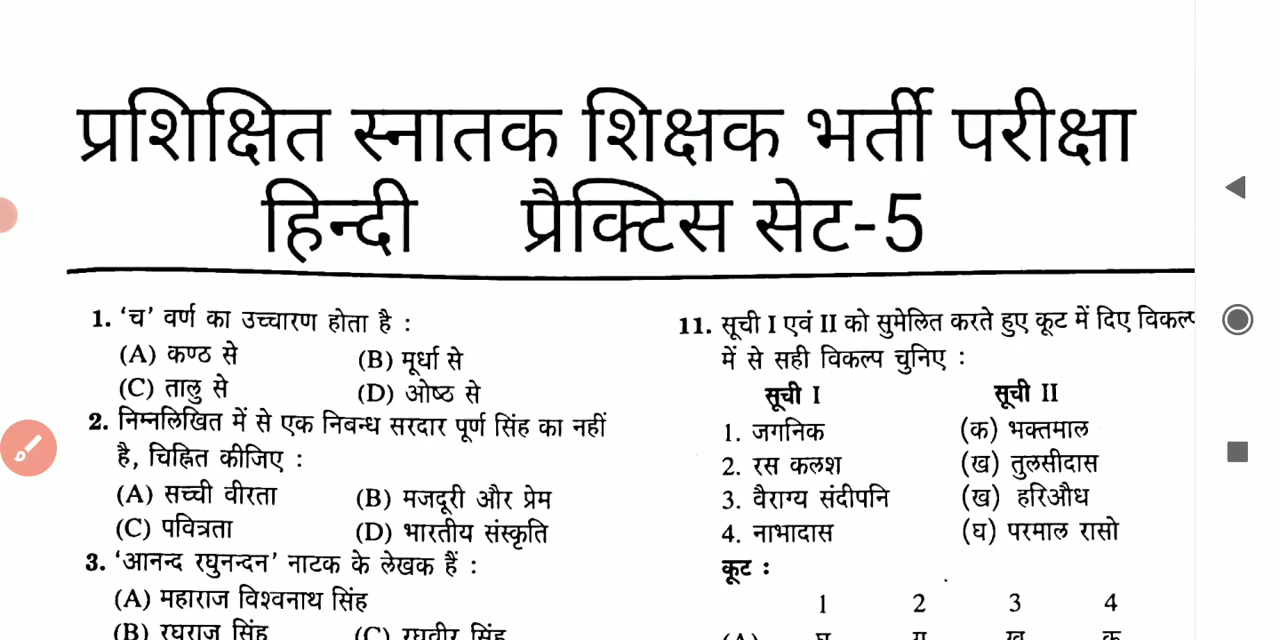 प्रशिक्षित स्नातक शिक्षक भर्ती परीक्षा
हिन्दी प्रैक्टिस सेट-5
1. ‘च’ वर्ण का उच्चारण होता है :
(A) कण्ठ से (B) मूर्धा से
(C) तालु से (D) ओष्ठ से
2. निम्नलिखित में से एक निबन्ध सरदार पूर्ण सिंह का नहीं
है, चिह्नित कीजिए :
(A) सच्ची वीरता (B) मजदूरी और प्रेम
(C) पवित्रता (D) भारतीय संस्कृति
3. ‘आनन्द रघुनन्दन’ नाटक के लेखक हैं :
(A) महाराज विश्वनाथ सिंह
(B) रघुराज सिंह (C) रघुवीर सिंह
11. सूची I एवं II को सुमेलित करते हुए कूट में दिए विकल्प
में से सही विकल्प चुनिए :
सूची I सूची II
1. जगनिक (क) भक्तमाल
2. रस कलश (ख) तुलसीदास
3. वैराग्य संदीपनि (ख) हरिऔध
4. नाभादास (घ) परमाल रासो
कूट :
1 2 3 4
(A) घ ग ख क